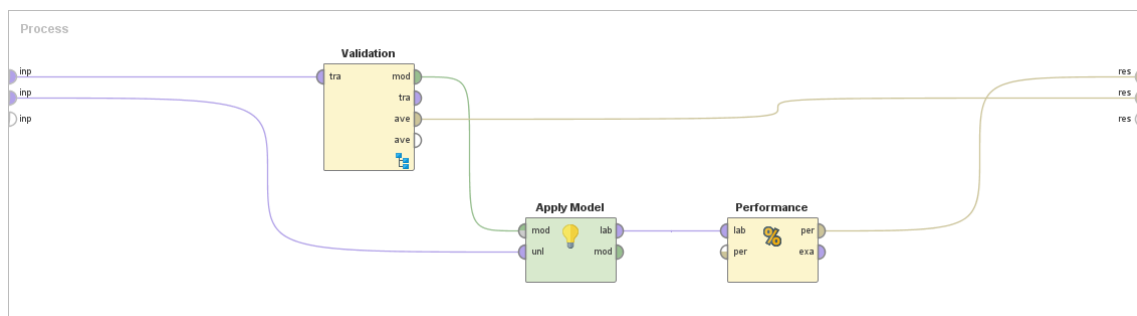 Process
Validation
inp
tra
mod
res
inp
tra
res
inp
ave
res
ave
Apply Model
Performance
mod
lab
lab
per
unl
mod
per
exa